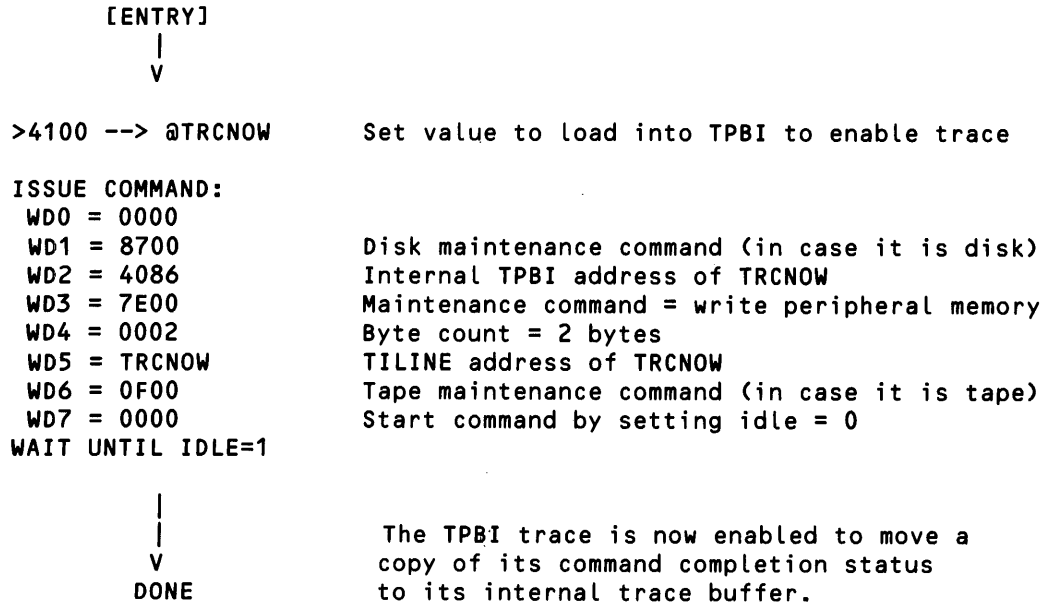 [ENTRY]
|
V
>4100 --> @TRCNOW Set value to load into TPBI to enable trace
ISSUE COMMAND:
WD0 = 0000
WD1 = 8700 Disk maintenance command (in case it is disk)
WD2 = 4086 Internal TPBI address of TRCNOW
WD3 = 7E00 Maintenance command = write peripheral memory
WD4 = 0002 Byte count = 2 bytes
WD5 = TRCNOW TILINE address of TRCNOW
WD6 = 0F00 Tape maintenance command (in case it is tape)
WD7 = 0000 Start command by setting idle = 0
WAIT UNTIL IDLE=1
|
| The TPBI trace is now enabled to move a
V copy of its command completion status
DONE to its internal trace buffer.